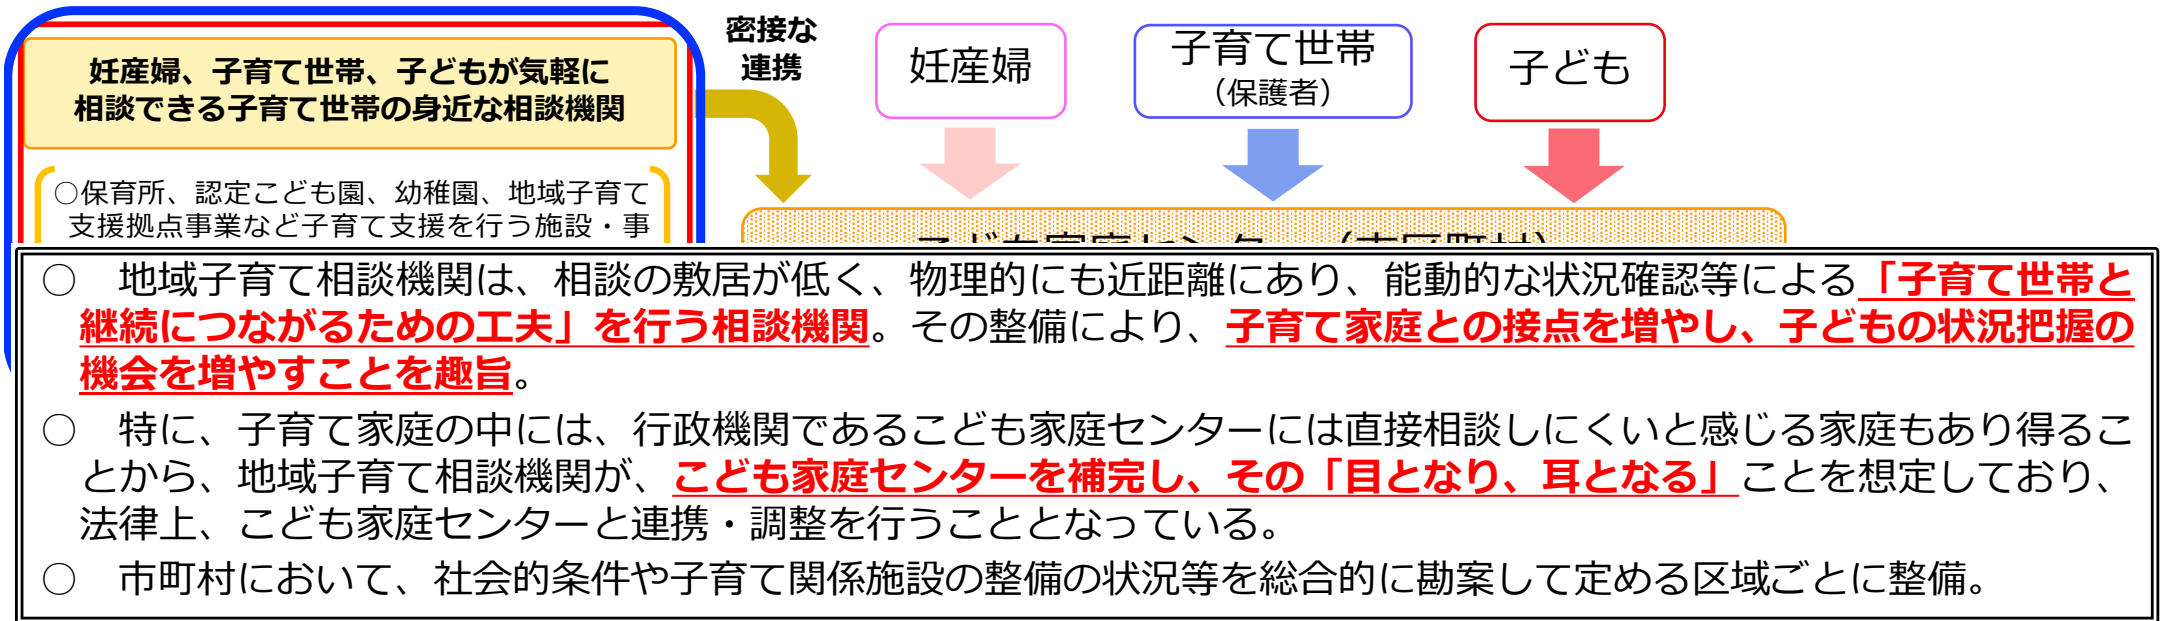 妊産婦、子育て世帯、子どもが気軽に
相談できる子育て世帯の身近な相談機関
○保育所、認定こども園、幼稚園、地域子育て
支援拠点事業など子育て支援を行う施設・事
密接な
連携
妊産婦
子育て世帯
（保護者）
子ども
こども家庭センター（市区町村）
○　地域子育て相談機関は、相談の敷居が低く、物理的にも近距離にあり、能動的な状況確認等による「子育て世帯と
継続につながるための工夫」を行う相談機関。その整備により、子育て家庭との接点を増やし、子どもの状況把握の
機会を増やすことを趣旨。
○　特に、子育て家庭の中には、行政機関であるこども家庭センターには直接相談しにくいと感じる家庭もあり得るこ
とから、地域子育て相談機関が、こども家庭センターを補完し、その「目となり、耳となる」ことを想定しており、
法律上、こども家庭センターと連携・調整を行うこととなっている。
○　市町村において、社会的条件や子育て関係施設の整備の状況等を総合的に勘案して定める区域ごとに整備。